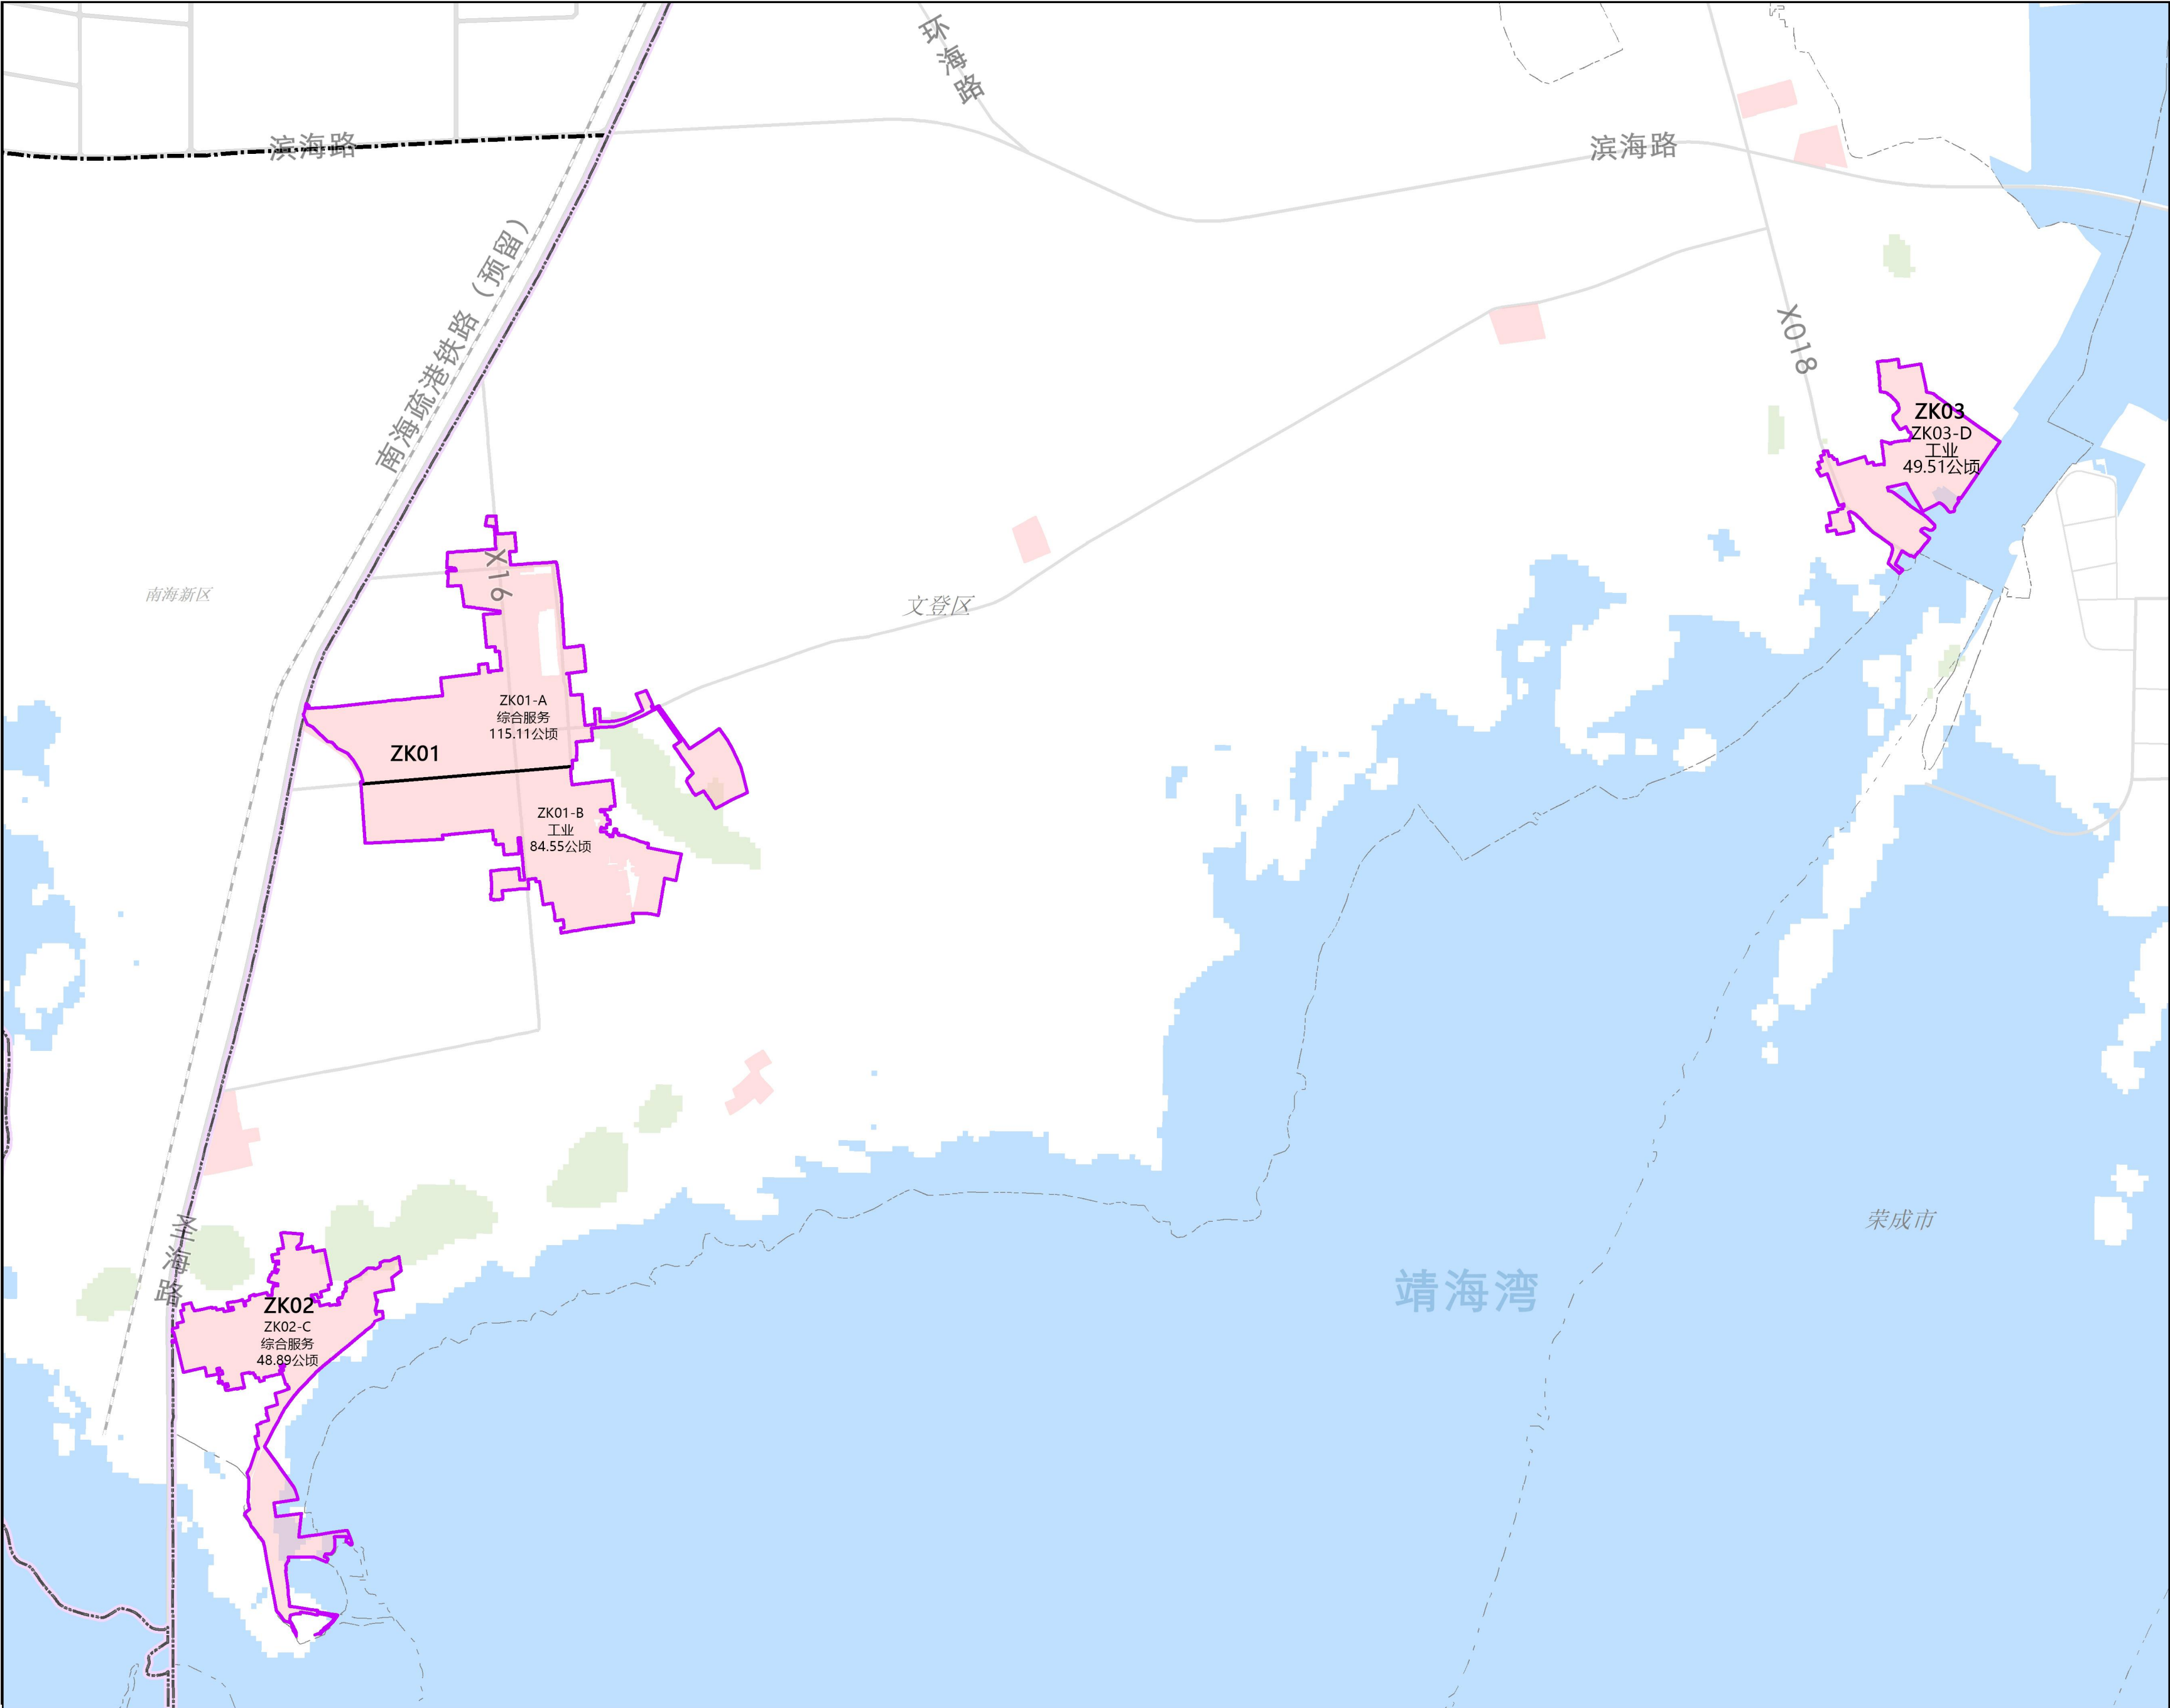 环海路
滨海路
滨海路
南海疏港铁路（预留）
X018
ZK03
ZK03-D
工业
49.51公顷
X16
南海新区
文登区
ZK01-A
综合服务
115.11公顷
ZK01
ZK01-B
工业
84.55公顷
圣海路
荣成市
靖海湾
ZK02
ZK02-C
综合服务
48.89公顷